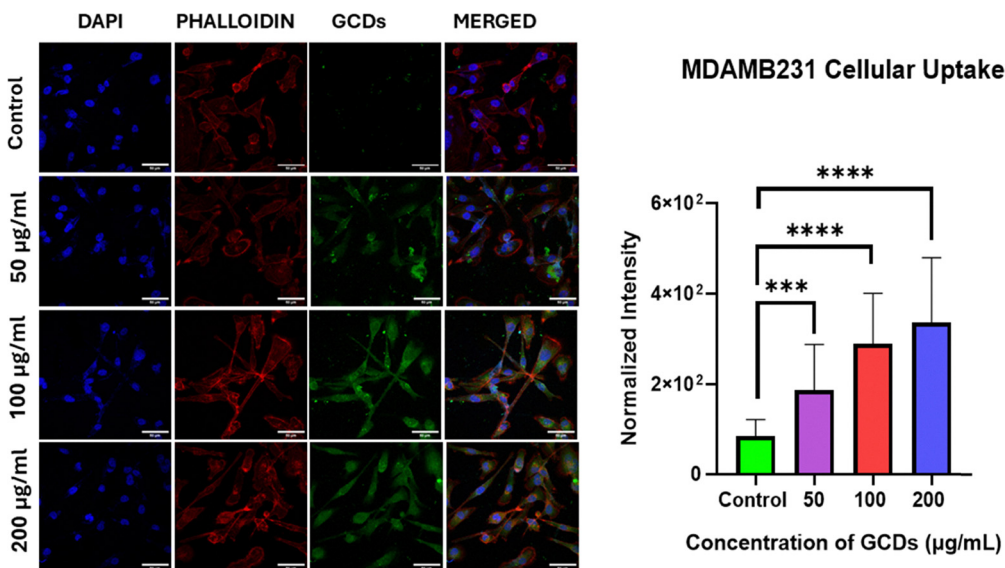 DAPI PHALLOIDIN GCDs MERGED
Control
50 µg/ml
100 µg/ml
200 µg/ml
MDAMB231 Cellular Uptake
Normalized Intensity
6×10²
4×10²
2×10²
0
****
****
***
Control 50 100 200
Concentration of GCDs (µg/mL)